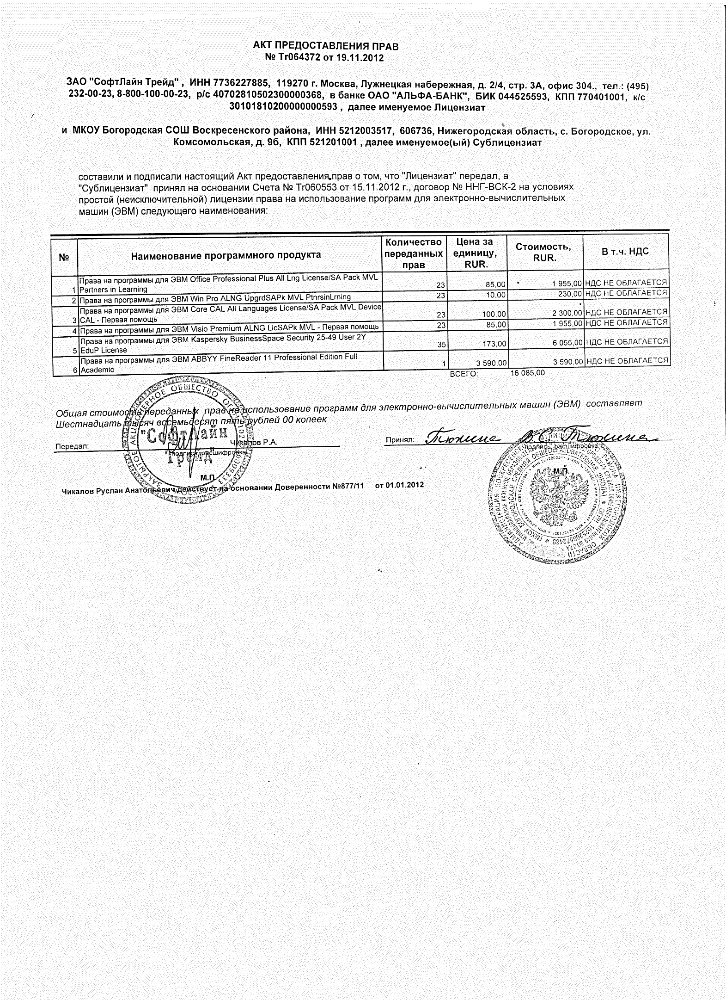 АКТ ПРЕДОСТАВЛЕНИЯ ПРАВ
№ Tr064372 от 19.11.2012
ЗАО "СофтЛайн Трейд" , ИНН 7736227885, 119270 г. Москва, Лужнецкая набережная, д. 2/4, стр. 3А, офис 304., тел.: (495)
232-00-23, 8-800-100-00-23, р/с 40702810502300000368, в банке ОАО "АЛЬФА-БАНК", БИК 044525593, КПП 770401001, к/с
30101810200000000593 , далее именуемое Лицензиат
и МКОУ Богородская СОШ Воскресенского района, ИНН 5212003517, 606736, Нижегородская область, с. Богородское, ул.
Комсомольская, д. 9б, КПП 521201001 , далее именуемое(ый) Сублицензиат
составили и подписали настоящий Акт предоставления прав о том, что "Лицензиат" передал, а
"Сублицензиат" принял на основании Счета № Tr060553 от 15.11.2012 г., договор № ННГ-ВСК-2 на условиях
простой (неисключительной) лицензии права на использование программ для электронно-вычислительных
машин (ЭВМ) следующего наименования:
№ Наименование программного продукта Количество переданных прав Цена за единицу, RUR. Стоимость, RUR. В т.ч. НДС
Права на программы для ЭВМ Office Professional Plus All Lng License/SA Pack MVL
1 Partners in Learning 23 85,00 1 955,00 НДС НЕ ОБЛАГАЕТСЯ
2 Права на программы для ЭВМ Win Pro ALNG UpgrdSAPk MVL PtnrsinLrning 23 10,00 230,00 НДС НЕ ОБЛАГАЕТСЯ
Права на программы для ЭВМ Core CAL All Languages License/SA Pack MVL Device
3 CAL - Первая помощь 23 100,00 2 300,00 НДС НЕ ОБЛАГАЕТСЯ
4 Права на программы для ЭВМ Visio Premium ALNG LicSAPk MVL - Первая помощь 23 85,00 1 955,00 НДС НЕ ОБЛАГАЕТСЯ
Права на программы для ЭВМ Kaspersky BusinessSpace Security 25-49 User 2Y
5 EduP License 35 173,00 6 055,00 НДС НЕ ОБЛАГАЕТСЯ
Права на программы для ЭВМ ABBYY FineReader 11 Professional Edition Full
6 Academic 1 3 590,00 3 590,00 НДС НЕ ОБЛАГАЕТСЯ
ВСЕГО: 16 085,00
Общая стоимость переданных прав на использование программ для электронно-вычислительных машин (ЭВМ) составляет
Шестнадцать тысяч восемьдесят пять рублей 00 копеек
Передал: Чикалов Р.А.
подпись, расшифровка
М.П.
Принял: Тюкина В.С. Тюкина
подпись, расшифровка
М.П.
Чикалов Руслан Анатольевич действует на основании Доверенности №877/11 от 01.01.2012
ЗАКРЫТОЕ АКЦИОНЕРНОЕ ОБЩЕСТВО
"СофтЛайн
Трейд"
МОСКВА